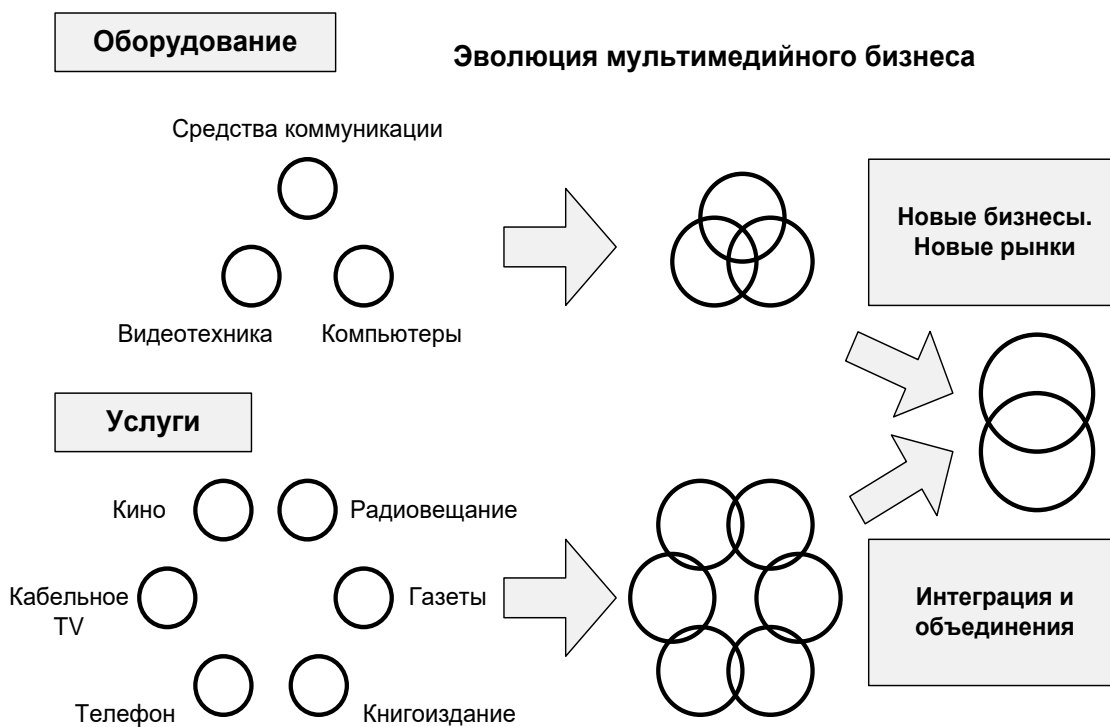 Оборудование
Эволюция мультимедийного бизнеса
Средства коммуникации
Видеотехника
Компьютеры
Новые бизнесы.
Новые рынки
Услуги
Кино
Радиовещание
Кабельное
TV
Газеты
Телефон
Книгоиздание
Интеграция и
объединения